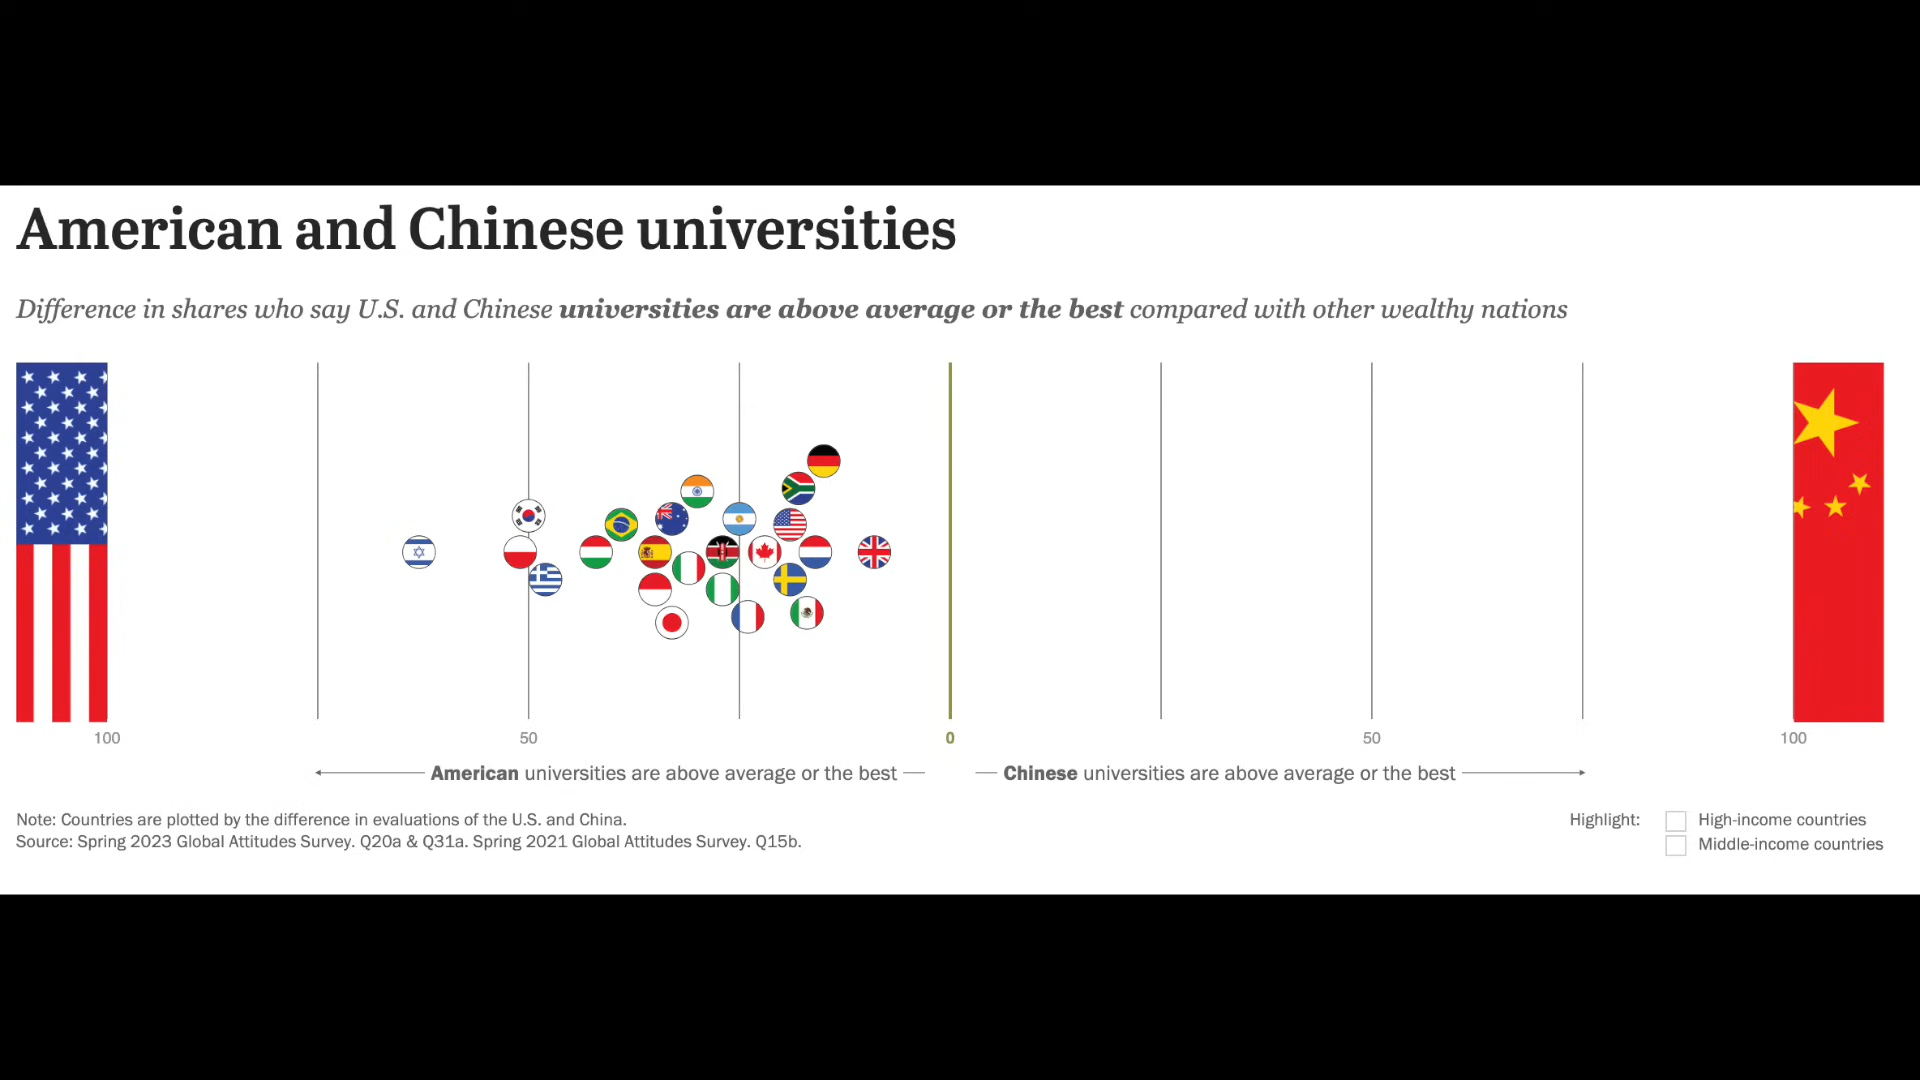 American and Chinese universities
Difference in shares who say U.S. and Chinese universities are above average or the best compared with other wealthy nations
100
50
0
50
100
American universities are above average or the best
Chinese universities are above average or the best
Note: Countries are plotted by the difference in evaluations of the U.S. and China.
Source: Spring 2023 Global Attitudes Survey. Q20a & Q31a. Spring 2021 Global Attitudes Survey. Q15b.
Highlight:
High-income countries
Middle-income countries